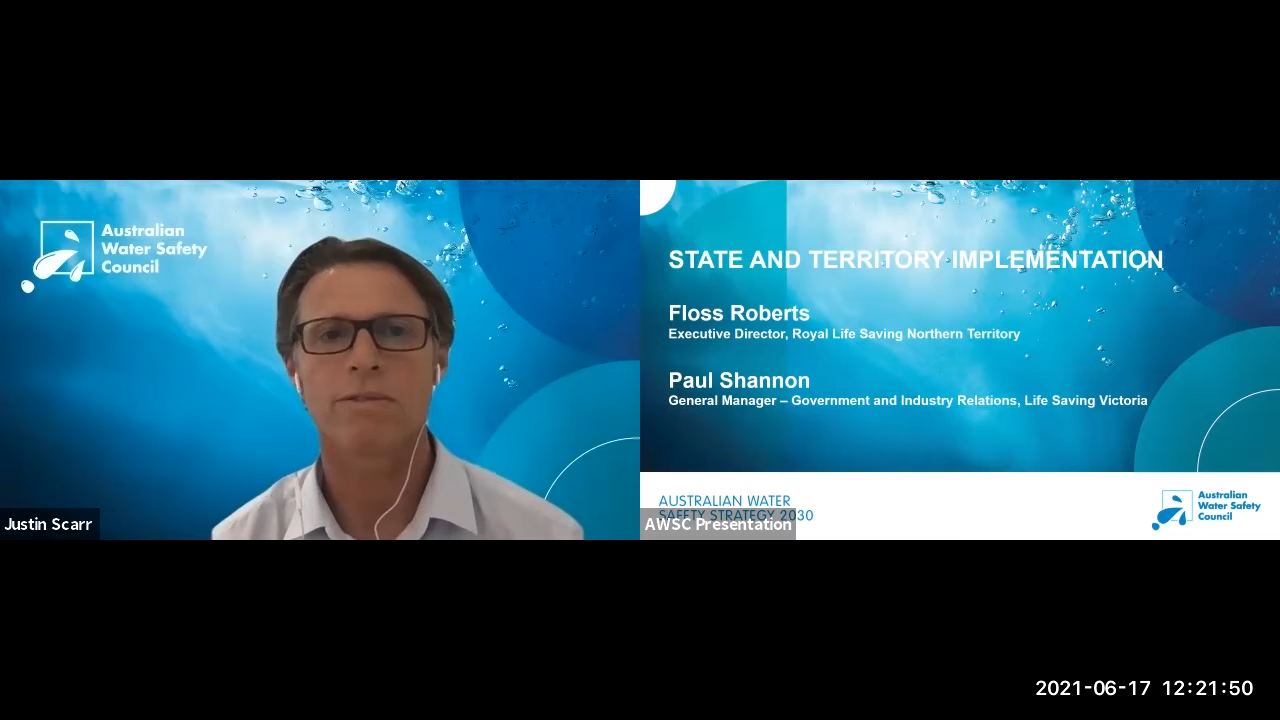 Australian
Water Safety
Council
Justin Scarr
STATE AND TERRITORY IMPLEMENTATION
Floss Roberts
Executive Director, Royal Life Saving Northern Territory
Paul Shannon
General Manager – Government and Industry Relations, Life Saving Victoria
AUSTRALIAN WATER
SAFETY STRATEGY 2030
AWSC Presentation
Australian
Water Safety
Council
2021-06-17 12:21:50